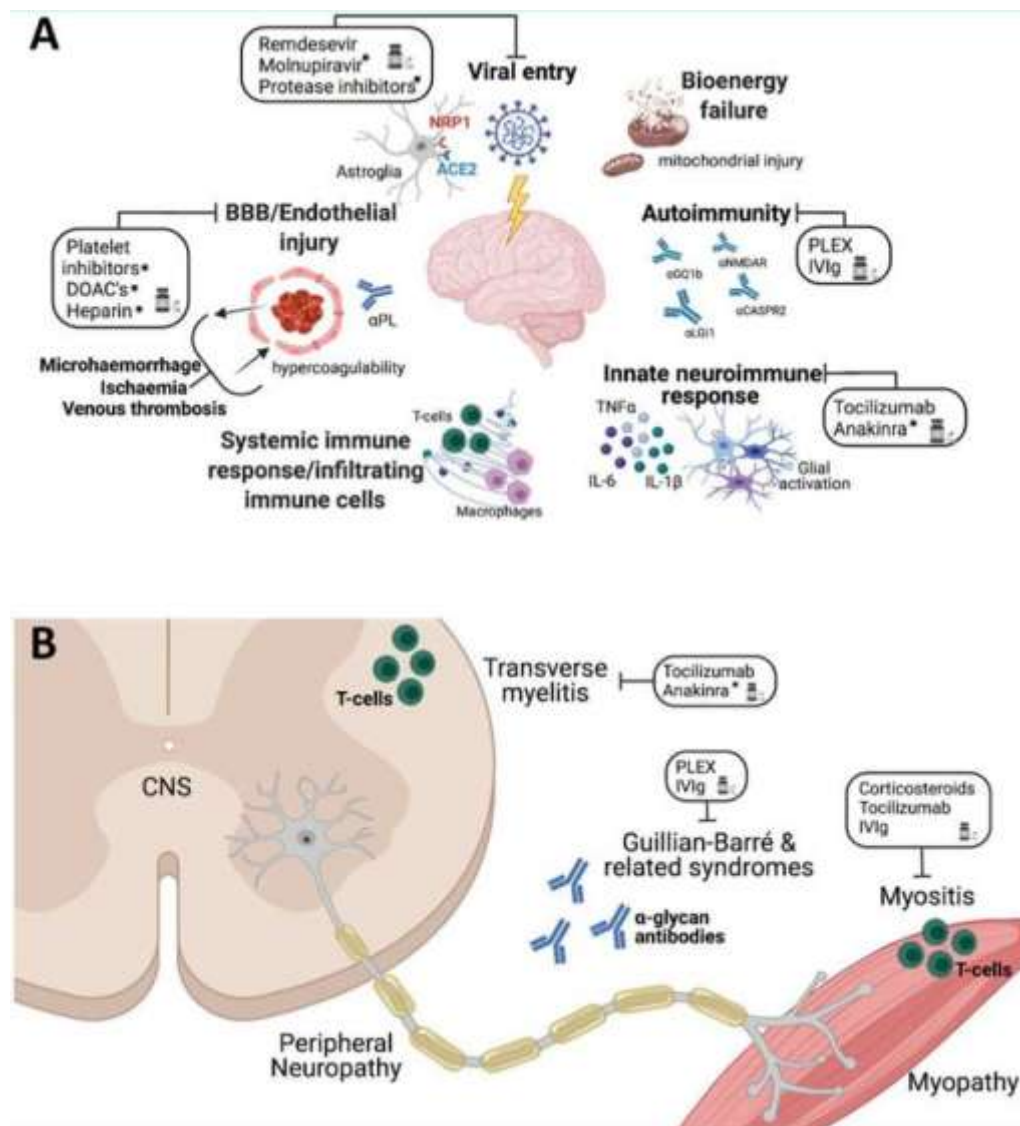 A
Remdesevir
Molnupiravir*
Protease inhibitors*
Viral entry
NRP1
ACE2
Astroglia
Bioenergy
failure
mitochondrial injury
BBB/Endothelial
injury
Platelet
inhibitors*
DOAC's*
Heparin*
αPL
hypercoagulability
Microhaemorrhage
Ischaemia
Venous thrombosis
Autoimmunity
PLEX
IVIg
αGQ1b
αNMDAR
αCASPR2
αLGI1
Innate neuroimmune
response
Tocilizumab
Anakinra*
TNFα
IL-6
IL-1β
Glial
activation
Systemic immune
response/infiltrating
immune cells
T-cells
Macrophages
B
T-cells
CNS
Transverse
myelitis
Tocilizumab
Anakinra*
PLEX
IVIg
Guillian-Barré &
related syndromes
α-glycan
antibodies
Corticosteroids
Tocilizumab
IVIg
Myositis
T-cells
Peripheral
Neuropathy
Myopathy